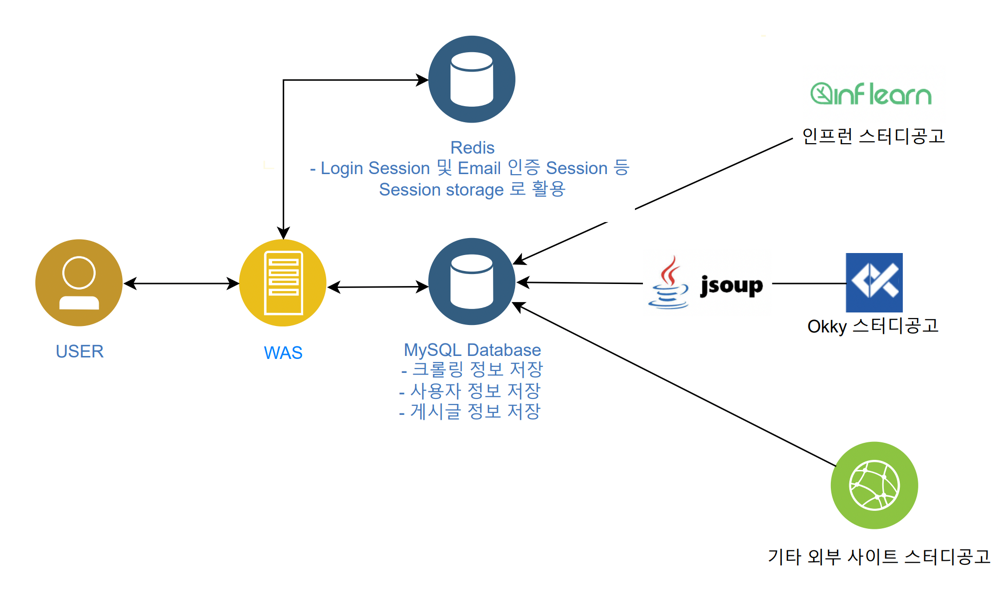 inflearn
인프런 스터디공고
Redis
- Login Session 및 Email 인증 Session 등
Session storage 로 활용
jsoup
Okky 스터디공고
USER
WAS
MySQL Database
- 크롤링 정보 저장
- 사용자 정보 저장
- 게시글 정보 저장
기타 외부 사이트 스터디공고